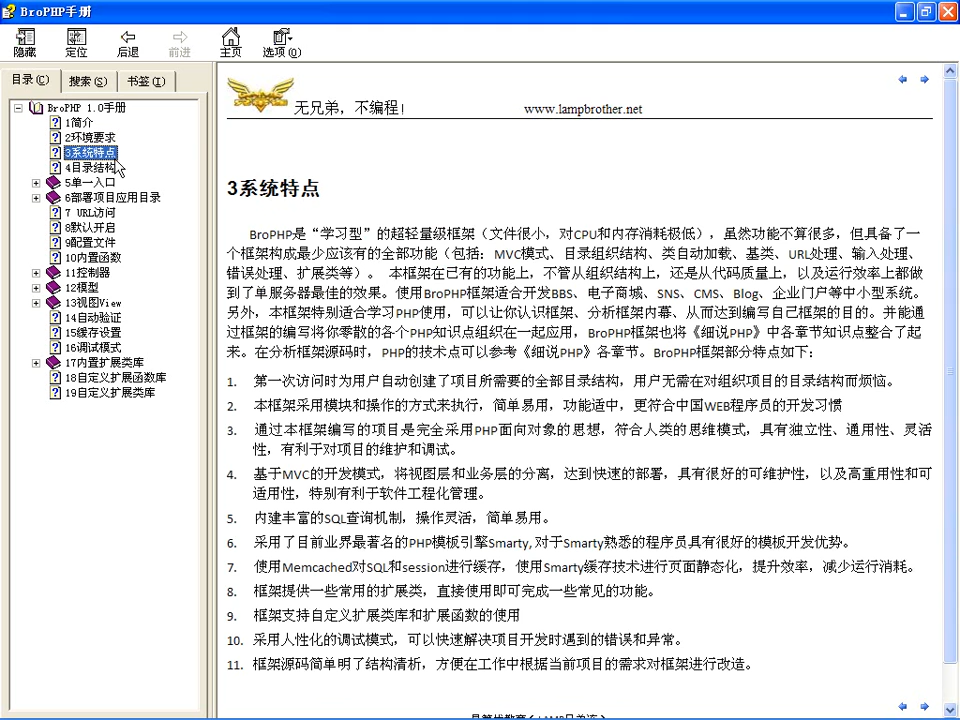 BroPHP手册
隐藏 定位 后退 前进 主页 选项(O)
目录(C) 搜索(S) 书签(I)
BroPHP 1.0手册
1简介
2环境要求
3系统特点
4目录结构
5单一入口
6部署项目应用目录
7 URL访问
8默认开启
9配置文件
10内置函数
11控制器
12模型
13视图View
14自动验证
15缓存设置
16调试模式
17内置扩展类库
18自定义扩展函数库
19自定义扩展类库
无兄弟，不编程! www.lampbrother.net
3系统特点
BroPHP是“学习型”的超轻量级框架（文件很小，对CPU和内存消耗极低），虽然功能不算很多，但具备了一
个框架构成最少应该有的全部功能（包括：MVC模式、目录组织结构、类自动加载、基类、URL处理、输入处理、
错误处理、扩展类等）。 本框架在已有的功能上，不管从组织结构上，还是从代码质量上，以及运行效率上都做
到了单服务器最佳的效果。使用BroPHP框架适合开发BBS、电子商城、SNS、CMS、Blog、企业门户等中小型系统。
另外，本框架特别适合学习PHP使用，可以让你认识框架、分析框架内幕、从而达到编写自己框架的目的。并能通
过框架的编写将你零散的各个PHP知识点组织在一起应用，BroPHP框架也将《细说PHP》中各章节知识点整合了起
来。在分析框架源码时，PHP的技术点可以参考《细说PHP》各章节。BroPHP框架部分特点如下：
1. 第一次访问时为用户自动创建了项目所需要的全部目录结构，用户无需在对组织项目的目录结构而烦恼。
2. 本框架采用模块和操作的方式来执行，简单易用，功能适中，更符合中国WEB程序员的开发习惯
3. 通过本框架编写的项目是完全采用PHP面向对象的思想，符合人类的思维模式，具有独立性、通用性、灵活
性，有利于对项目的维护和调试。
4. 基于MVC的开发模式，将视图层和业务层的分离，达到快速的部署，具有很好的可维护性，以及高重用性和可
适用性，特别有利于软件工程化管理。
5. 内建丰富的SQL查询机制，操作灵活，简单易用。
6. 采用了目前业界最著名的PHP模板引擎Smarty, 对于Smarty熟悉的程序员具有很好的模板开发优势。
7. 使用Memcached对SQL和session进行缓存，使用Smarty缓存技术进行页面静态化，提升效率，减少运行消耗。
8. 框架提供一些常用的扩展类，直接使用即可完成一些常见的功能。
9. 框架支持自定义扩展类库和扩展函数的使用
10. 采用人性化的调试模式，可以快速解决项目开发时遇到的错误和异常。
11. 框架源码简单明了结构清析，方便在工作中根据当前项目的需求对框架进行改造。